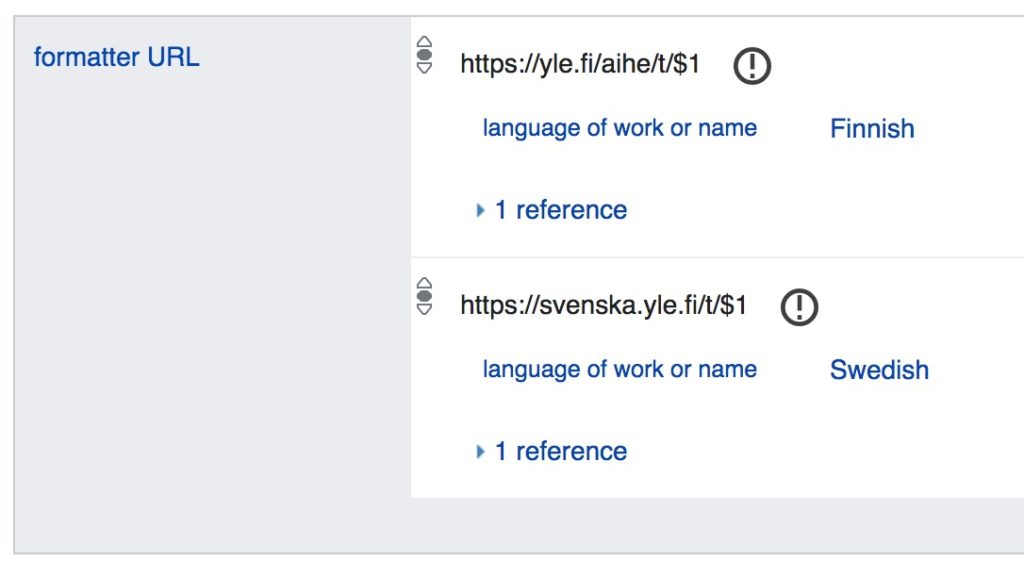 formatter URL
https://yle.fi/aihe/t/$1
language of work or name Finnish
1 reference
https://svenska.yle.fi/t/$1
language of work or name Swedish
1 reference